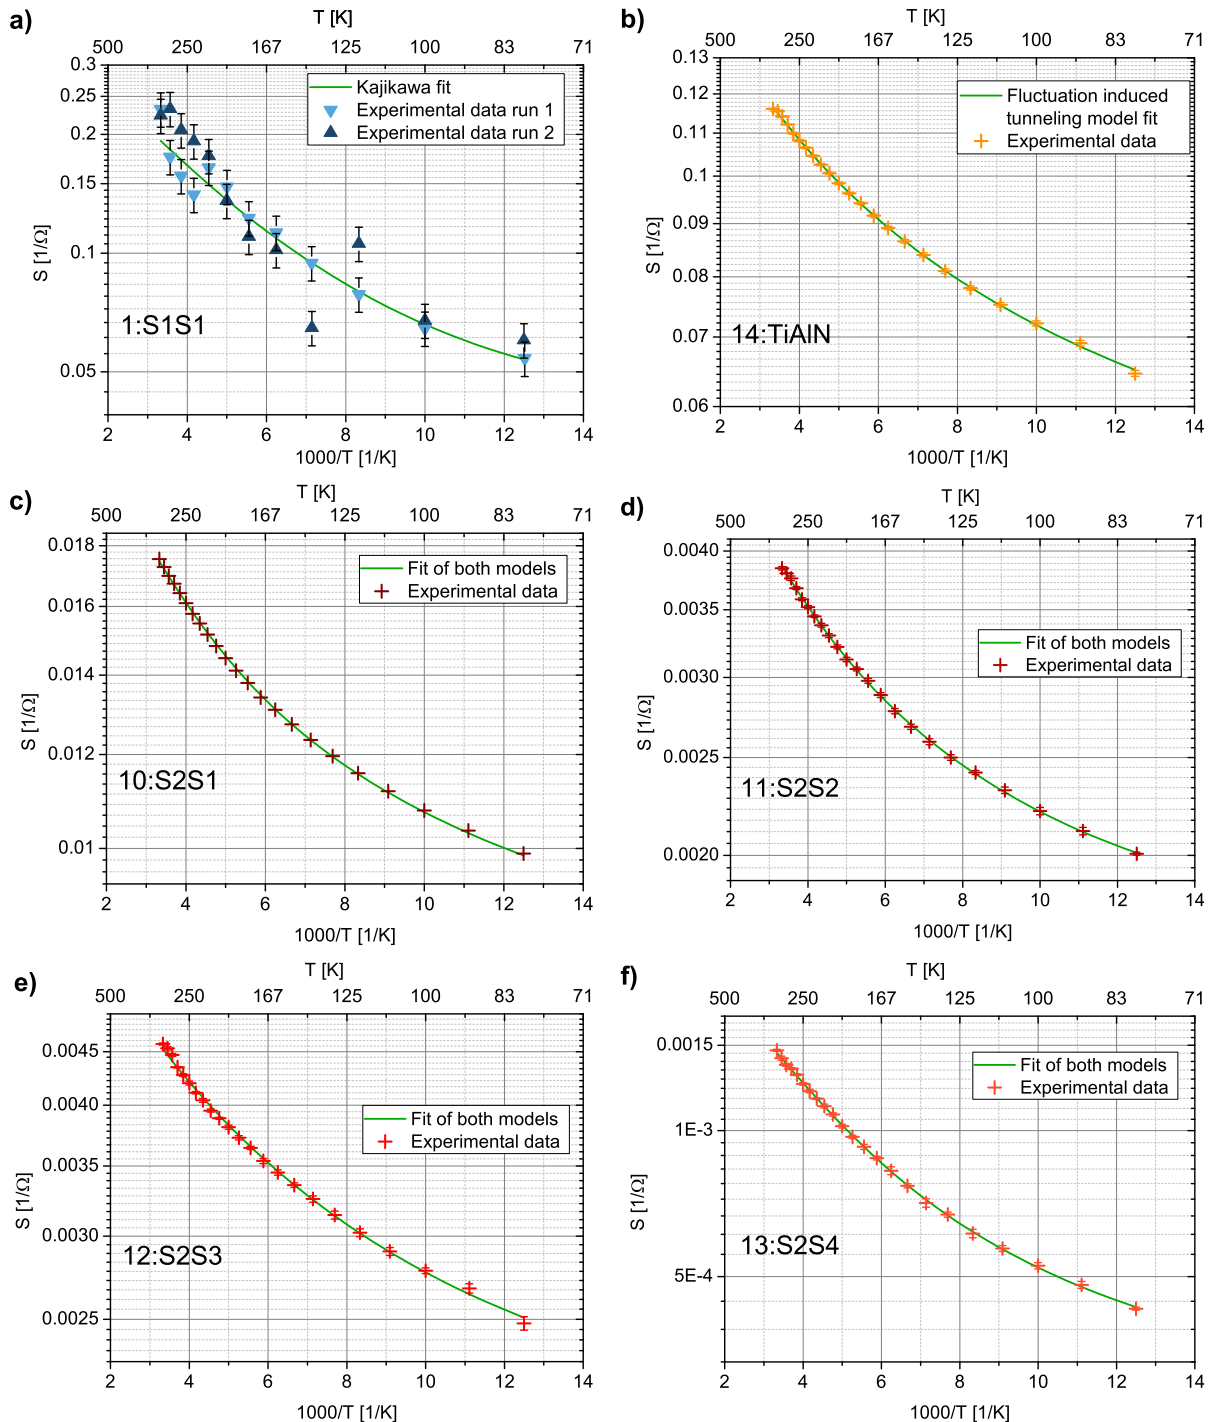 a)
T [K]
500 250 167 125 100 83 71
0.3
0.25
0.2
0.15
0.1
0.05
S [1/Ω]
Kajikawa fit
Experimental data run 1
Experimental data run 2
1:S1S1
2 4 6 8 10 12 14
1000/T [1/K]
b)
T [K]
500 250 167 125 100 83 71
0.13
0.12
0.11
0.1
0.09
0.08
0.07
0.06
S [1/Ω]
Fluctuation induced
tunneling model fit
Experimental data
14:TiAlN
2 4 6 8 10 12 14
1000/T [1/K]
c)
T [K]
500 250 167 125 100 83 71
0.018
0.016
0.014
0.012
0.01
S [1/Ω]
Fit of both models
Experimental data
10:S2S1
2 4 6 8 10 12 14
1000/T [1/K]
d)
T [K]
500 250 167 125 100 83 71
0.0040
0.0035
0.0030
0.0025
0.0020
S [1/Ω]
Fit of both models
Experimental data
11:S2S2
2 4 6 8 10 12 14
1000/T [1/K]
e)
T [K]
500 250 167 125 100 83 71
0.0045
0.0040
0.0035
0.0030
0.0025
S [1/Ω]
Fit of both models
Experimental data
12:S2S3
2 4 6 8 10 12 14
1000/T [1/K]
f)
T [K]
500 250 167 125 100 83 71
0.0015
1E-3
5E-4
S [1/Ω]
Fit of both models
Experimental data
13:S2S4
2 4 6 8 10 12 14
1000/T [1/K]